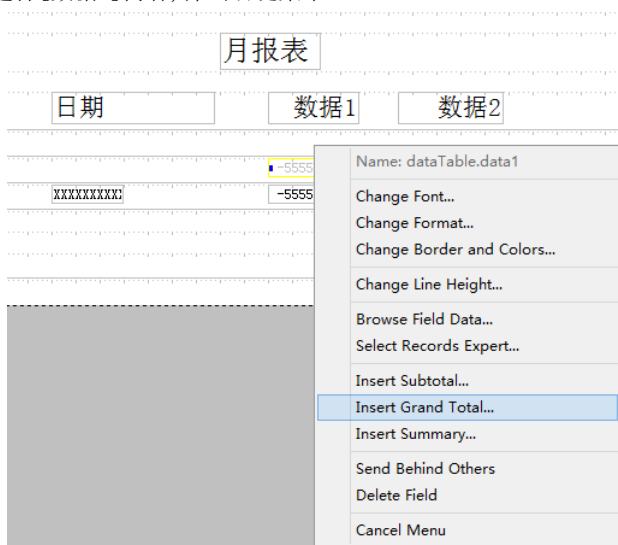 月报表
日期 数据1 数据2
Name: dataTable.data1
-5555
XXXXXXXXX -5555
Change Font...
Change Format...
Change Border and Colors...
Change Line Height...
Browse Field Data...
Select Records Expert...
Insert Subtotal...
Insert Grand Total...
Insert Summary...
Send Behind Others
Delete Field
Cancel Menu